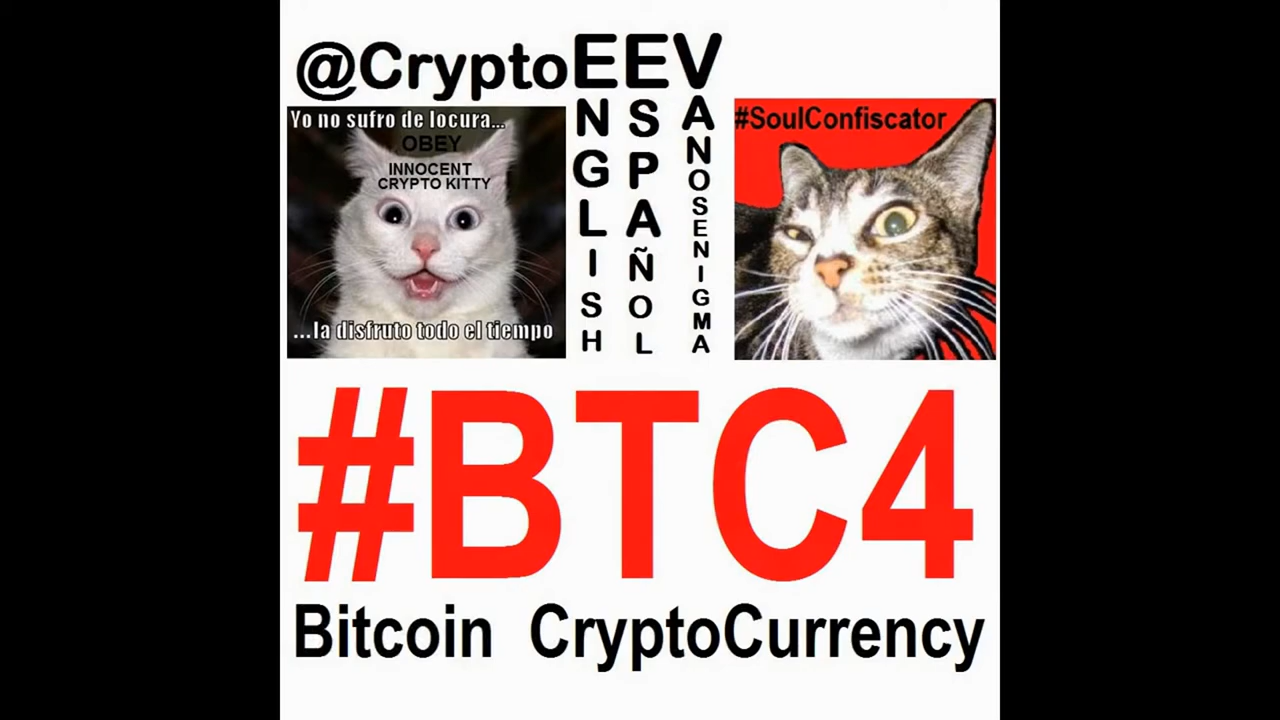 @CryptoEEV
ENGLISH
ESPAÑOL
VANOSENIGMA
Yo no sufro de locura...
OBEY
INNOCENT
CRYPTO KITTY
...la disfruto todo el tiempo
#SoulConfiscator
#BTC4
Bitcoin CryptoCurrency